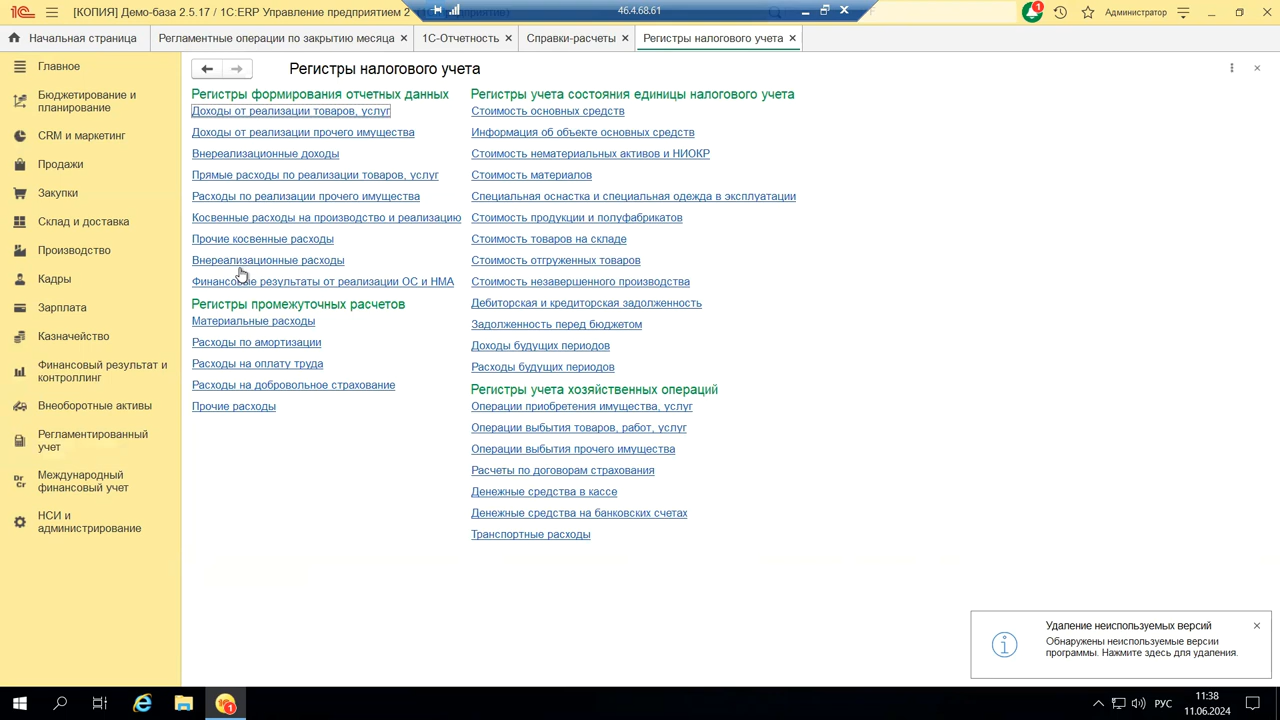 [КОПИЯ] Демо-база 2.5.17 / 1С:ERP Управление предприятием 2
46.4.68.61
Администратор
1
Начальная страница
Регламентные операции по закрытию месяца
1С-Отчетность
Справки-расчеты
Регистры налогового учета
Главное
Бюджетирование и
планирование
CRM и маркетинг
Продажи
Закупки
Склад и доставка
Производство
Кадры
Зарплата
Казначейство
Финансовый результат и
контроллинг
Внеоборотные активы
Регламентированный
учет
Международный
финансовый учет
НСИ и
администрирование
Регистры налогового учета
Регистры формирования отчетных данных
Доходы от реализации товаров, услуг
Доходы от реализации прочего имущества
Внереализационные доходы
Прямые расходы по реализации товаров, услуг
Расходы по реализации прочего имущества
Косвенные расходы на производство и реализацию
Прочие косвенные расходы
Внереализационные расходы
Финансовые результаты от реализации ОС и НМА
Регистры промежуточных расчетов
Материальные расходы
Расходы по амортизации
Расходы на оплату труда
Расходы на добровольное страхование
Прочие расходы
Регистры учета состояния единицы налогового учета
Стоимость основных средств
Информация об объекте основных средств
Стоимость нематериальных активов и НИОКР
Стоимость материалов
Специальная оснастка и специальная одежда в эксплуатации
Стоимость продукции и полуфабрикатов
Стоимость товаров на складе
Стоимость отгруженных товаров
Стоимость незавершенного производства
Дебиторская и кредиторская задолженность
Задолженность перед бюджетом
Доходы будущих периодов
Расходы будущих периодов
Регистры учета хозяйственных операций
Операции приобретения имущества, услуг
Операции выбытия товаров, работ, услуг
Операции выбытия прочего имущества
Расчеты по договорам страхования
Денежные средства в кассе
Денежные средства на банковских счетах
Транспортные расходы
Удаление неиспользуемых версий
Обнаружены неиспользуемые версии
программы. Нажмите здесь для удаления.
1
РУС
11:38
11.06.2024